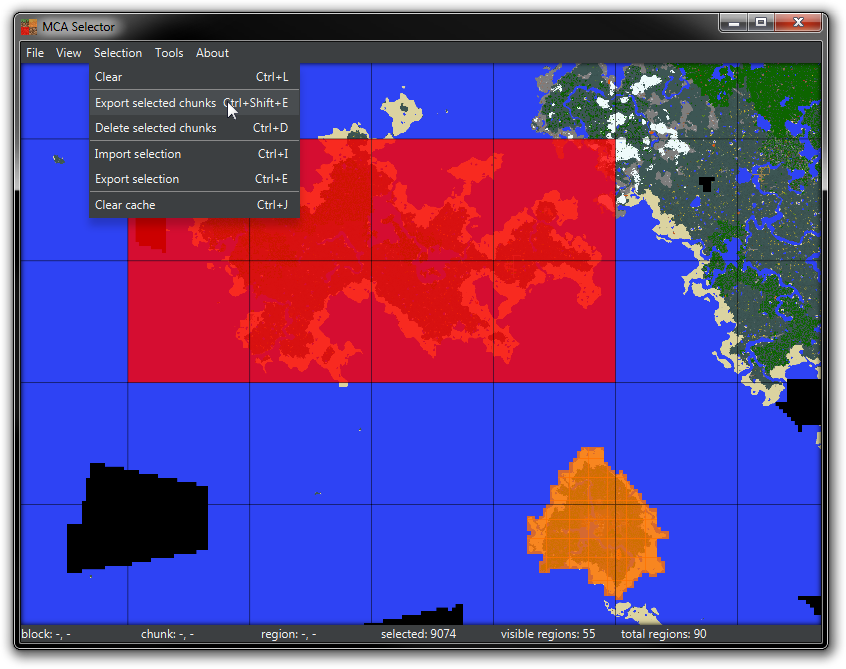 MCA Selector
File View Selection Tools About
Clear Ctrl+L
Export selected chunks Ctrl+Shift+E
Delete selected chunks Ctrl+D
Import selection Ctrl+I
Export selection Ctrl+E
Clear cache Ctrl+J
block: -, - chunk: -, - region: -, - selected: 9074 visible regions: 55 total regions: 90